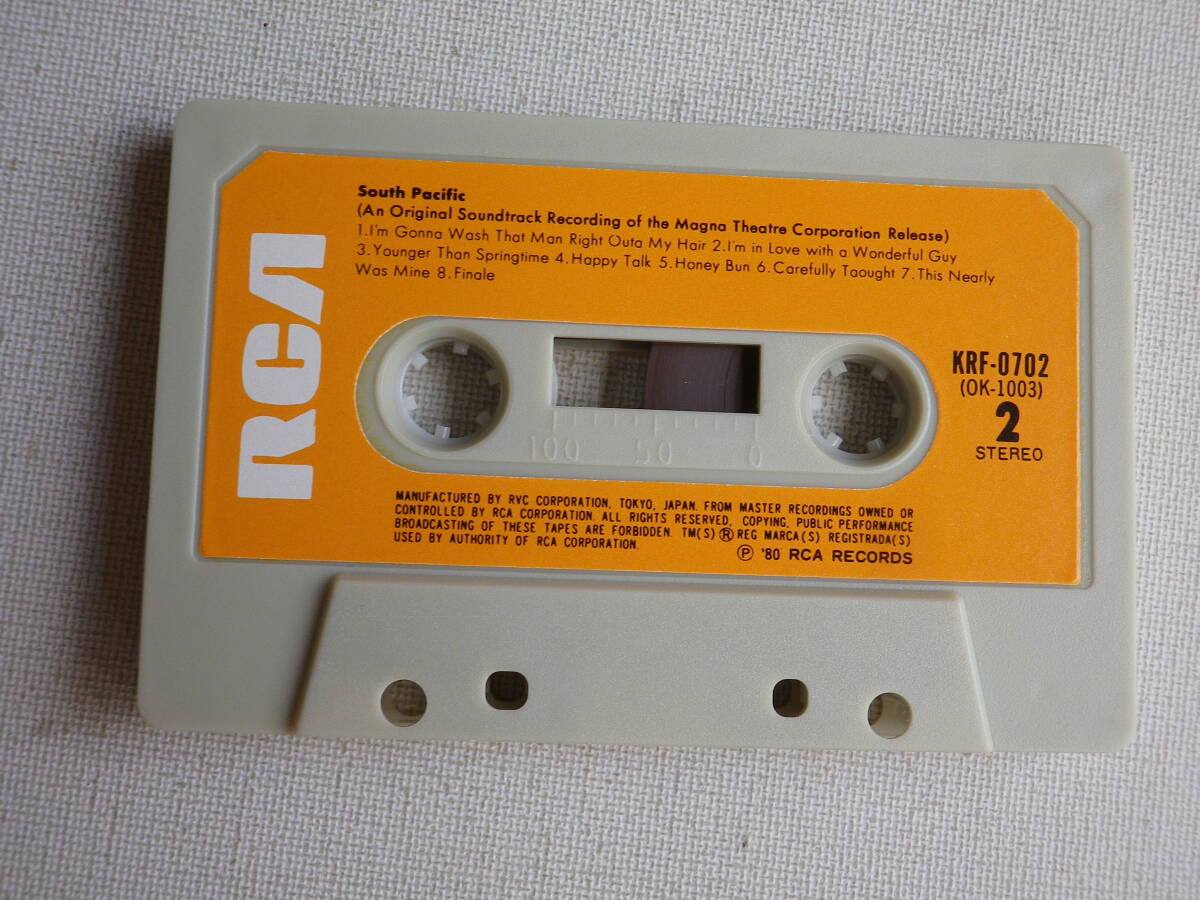 South Pacific
(An Original Soundtrack Recording of the Magna Theatre Corporation Release)
1.I'm Gonna Wash That Man Right Outa My Hair 2.I'm in Love with a Wonderful Guy
3.Younger Than Springtime 4.Happy Talk 5.Honey Bun 6.Carefully Taought 7.This Nearly
Was Mine 8.Finale
RCA
KRF-0702
(OK-1003)
2
STEREO
100 50 0
MANUFACTURED BY RVC CORPORATION, TOKYO, JAPAN. FROM MASTER RECORDINGS OWNED OR
CONTROLLED BY RCA CORPORATION. ALL RIGHTS RESERVED, COPYING, PUBLIC PERFORMANCE
BROADCASTING OF THESE TAPES ARE FORBIDDEN. TM(S) ® REG MARCA(S) REGISTRADA(S)
USED BY AUTHORITY OF RCA CORPORATION.
℗ '80 RCA RECORDS